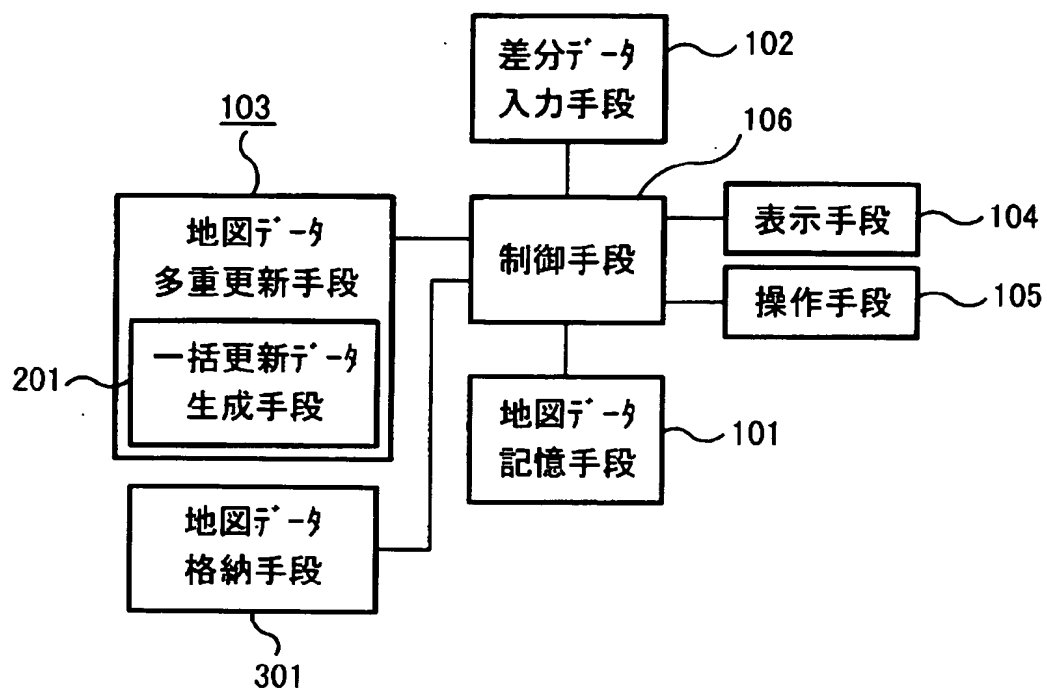 差分データ
入力手段
102
103
106
地図データ
多重更新手段
一括更新データ
生成手段
201
制御手段
表示手段
104
操作手段
105
地図データ
記憶手段
101
地図データ
格納手段
301